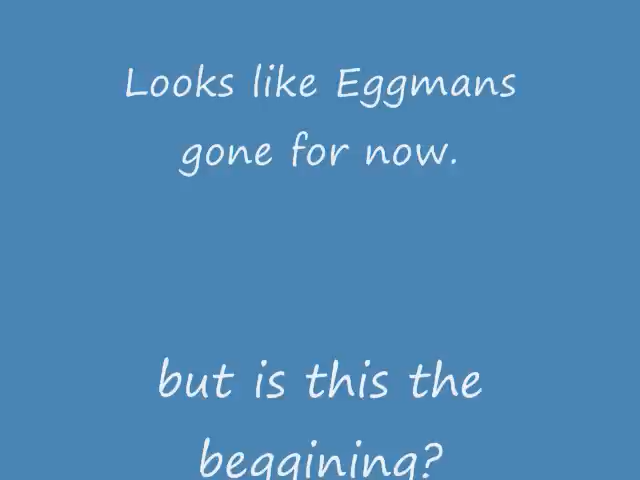 Looks like Eggmans
gone for now.
but is this the
beggining?